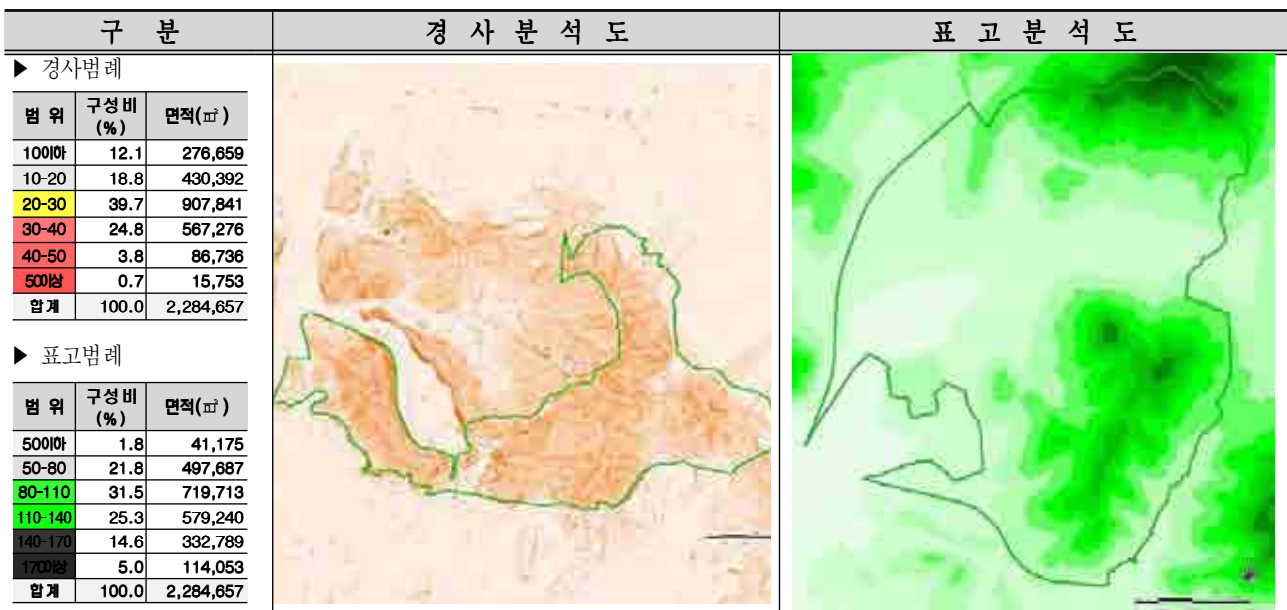 구 분 경 사 분 석 도 표 고 분 석 도
▶ 경사범례
범 위 구성비 (%) 면적(㎡)
10이하 12.1 276,659
10-20 18.8 430,392
20-30 39.7 907,841
30-40 24.8 567,276
40-50 3.8 86,736
50이상 0.7 15,753
합계 100.0 2,284,657
▶ 표고범례
범 위 구성비 (%) 면적(㎡)
50이하 1.8 41,175
50-80 21.8 497,687
80-110 31.5 719,713
110-140 25.3 579,240
140-170 14.6 332,789
170이상 5.0 114,053
합계 100.0 2,284,657